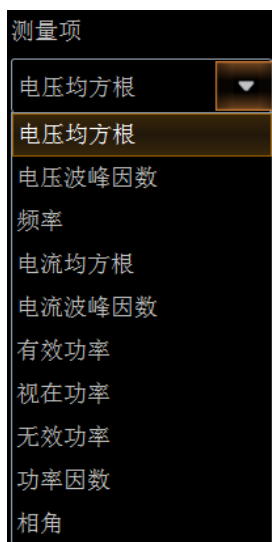 测量项
电压均方根
电压均方根
电压波峰因数
频率
电流均方根
电流波峰因数
有效功率
视在功率
无效功率
功率因数
相角